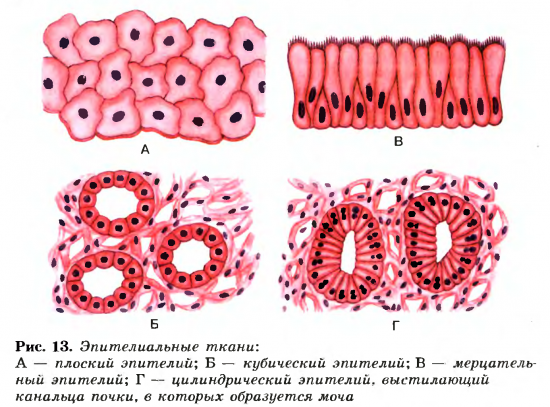 А
В
Б
Г
Рис. 13. Эпителиальные ткани:
А — плоский эпителий; Б — кубический эпителий; В — мерцатель-
ный эпителий; Г — цилиндрический эпителий, выстилающий
канальца почки, в которых образуется моча